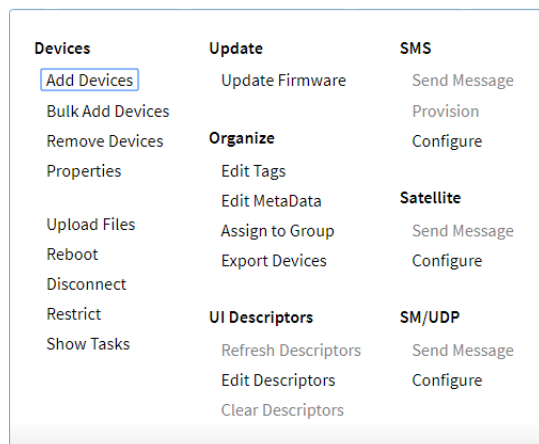 Devices
Add Devices
Bulk Add Devices
Remove Devices
Properties
Upload Files
Reboot
Disconnect
Restrict
Show Tasks
Update
Update Firmware
Organize
Edit Tags
Edit MetaData
Assign to Group
Export Devices
UI Descriptors
Refresh Descriptors
Edit Descriptors
Clear Descriptors
SMS
Send Message
Provision
Configure
Satellite
Send Message
Configure
SM/UDP
Send Message
Configure